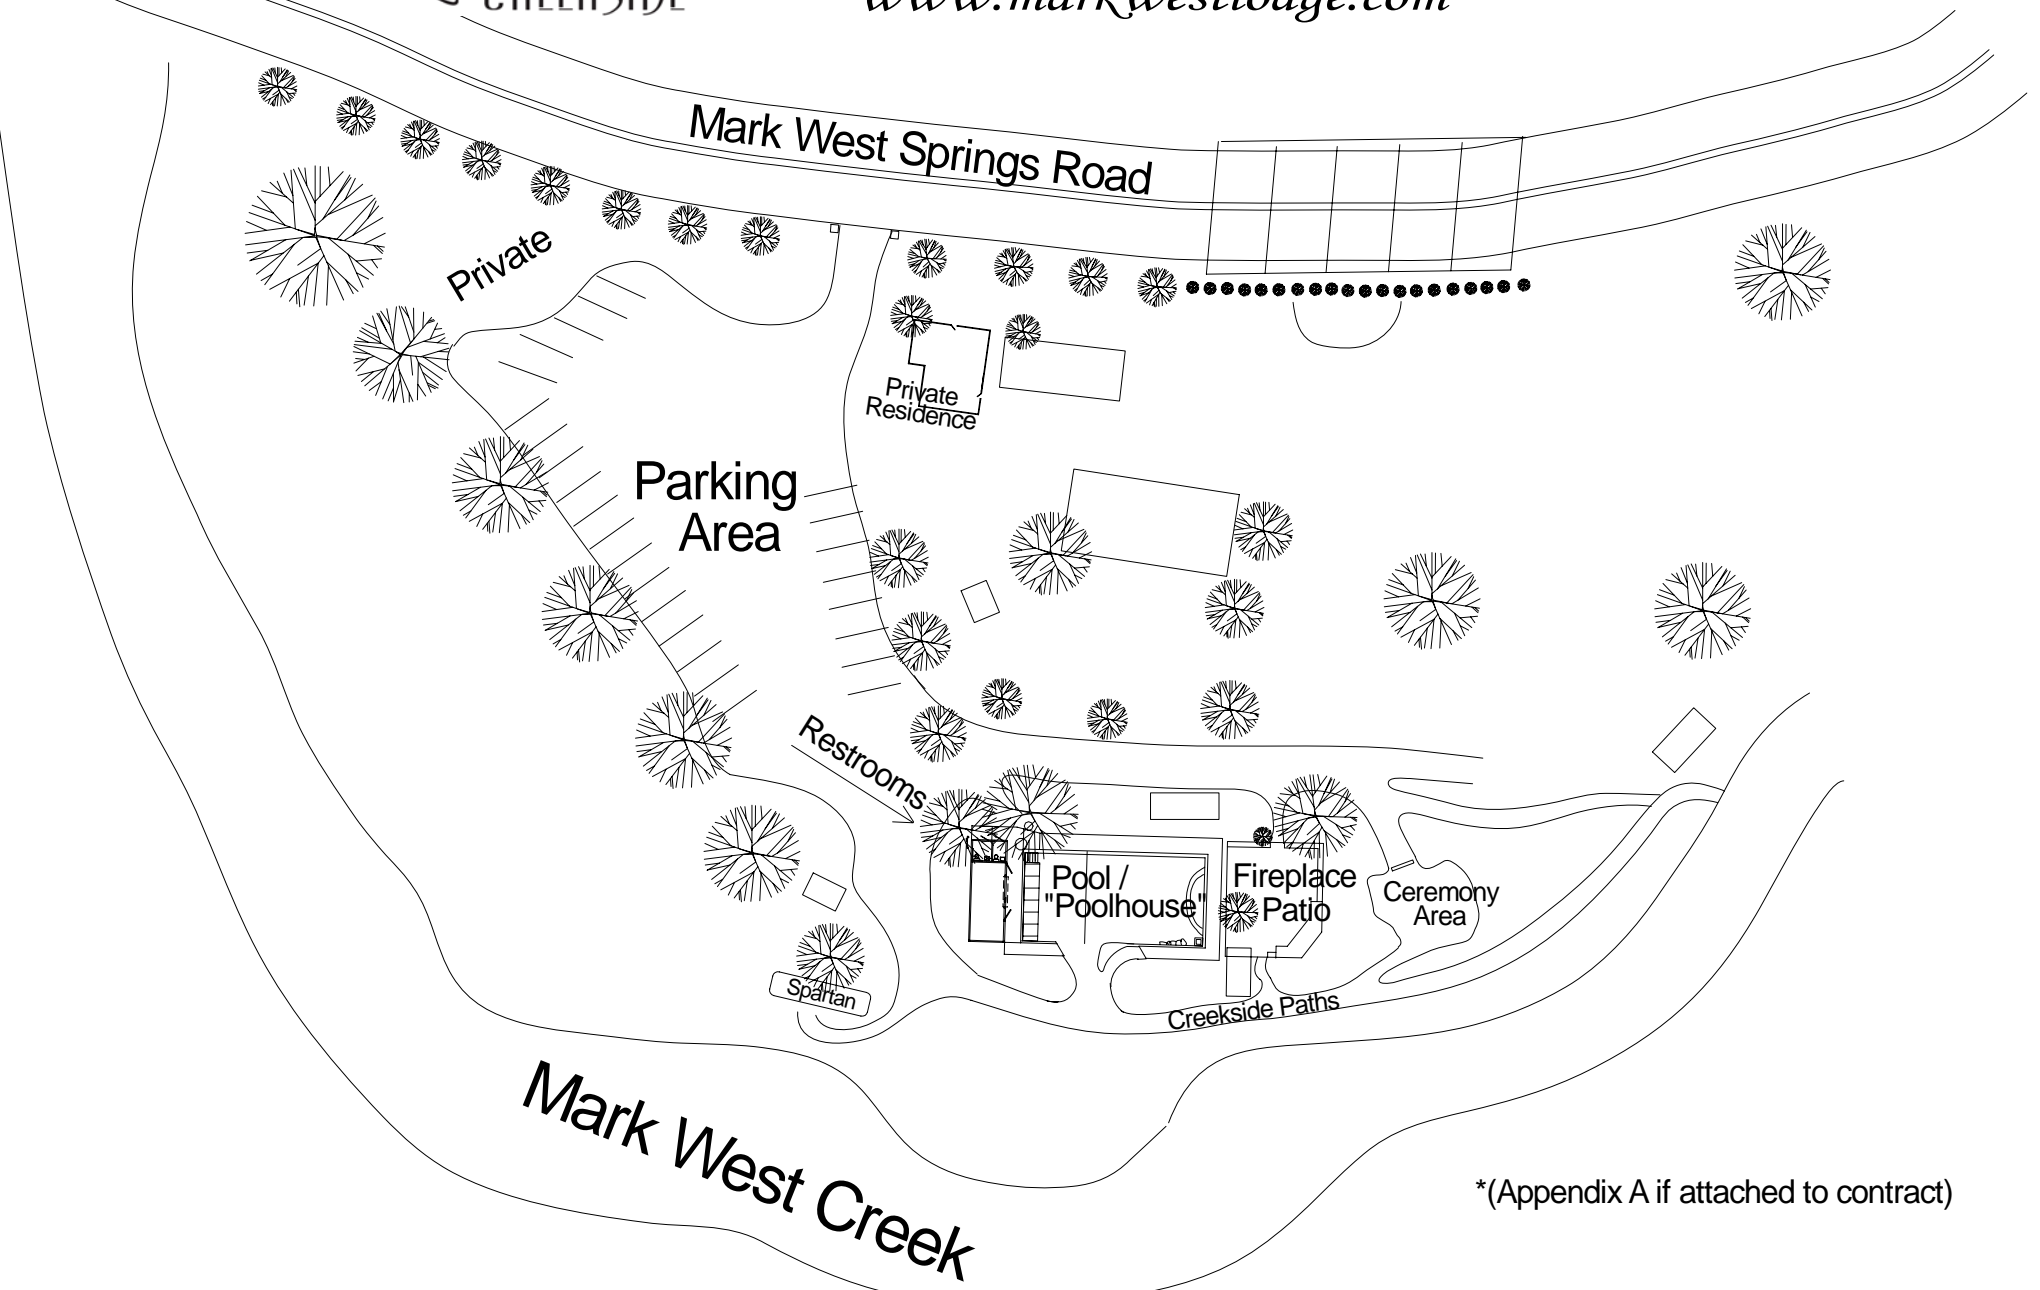 CREEKSIDE
www.markwestlodge.com
Mark West Springs Road
Private
Private
Residence
Parking
Area
Restrooms
Pool /
"Poolhouse"
Fireplace
Patio
Ceremony
Area
Spartan
Creekside Paths
Mark West Creek
*(Appendix A if attached to contract)